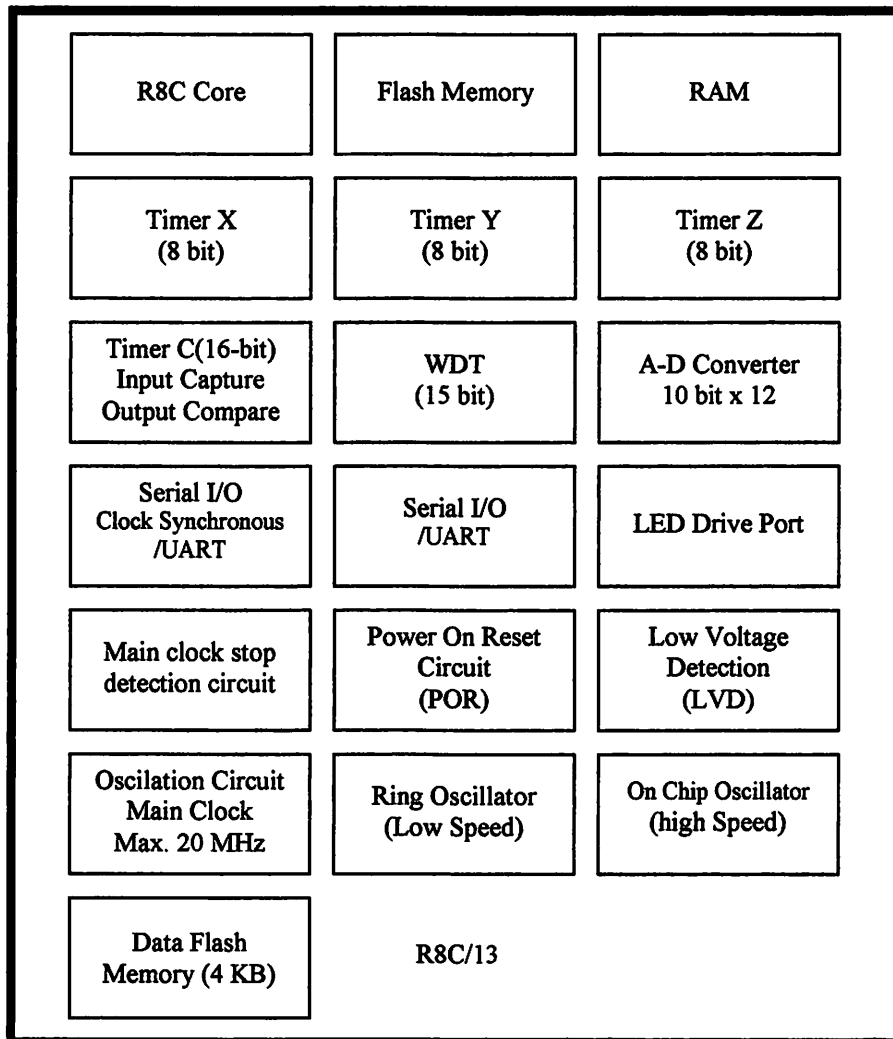 R8C Core
Flash Memory
RAM
Timer X
(8 bit)
Timer Y
(8 bit)
Timer Z
(8 bit)
Timer C(16-bit)
Input Capture
Output Compare
WDT
(15 bit)
A-D Converter
10 bit x 12
Serial I/O
Clock Synchronous
/UART
Serial I/O
/UART
LED Drive Port
Main clock stop
detection circuit
Power On Reset
Circuit
(POR)
Low Voltage
Detection
(LVD)
Oscilation Circuit
Main Clock
Max. 20 MHz
Ring Oscillator
(Low Speed)
On Chip Oscillator
(high Speed)
Data Flash
Memory (4 KB)
R8C/13